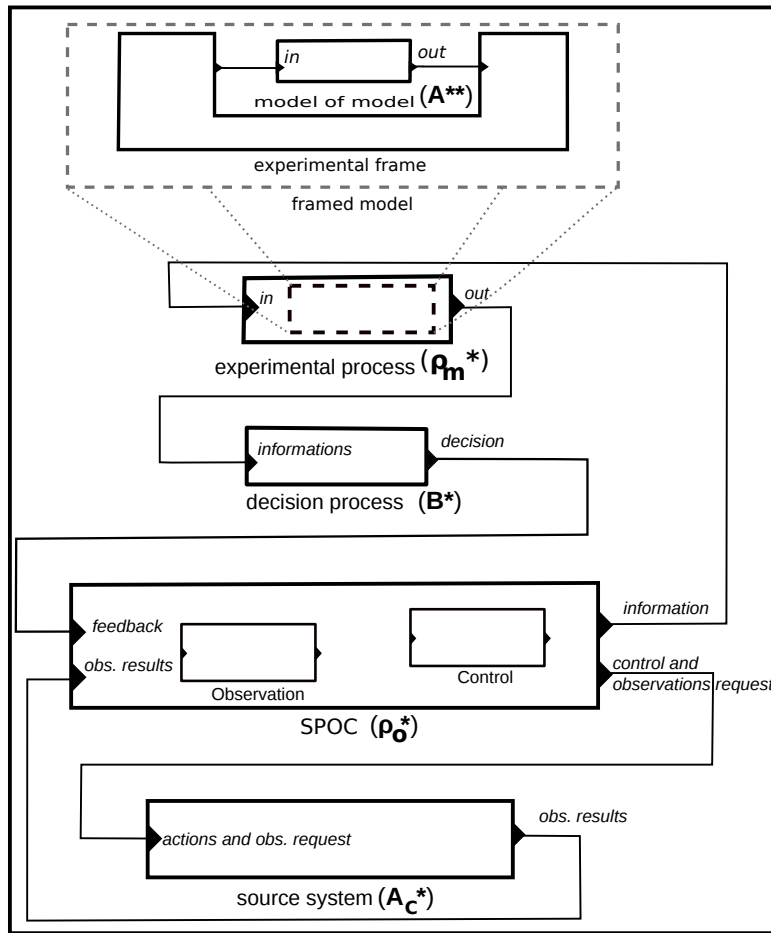 in
out
model of model (A**)
experimental frame
framed model
in
out
experimental process (ρm*)
informations
decision
decision process (B*)
feedback
information
obs. results
control and
observations request
Observation
Control
SPOC (ρo*)
obs. results
actions and obs. request
source system (Ac*)